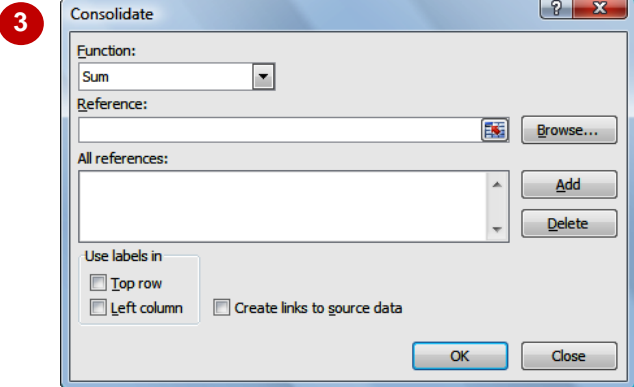 3
Consolidate
? X
Function:
Sum
Reference:
Browse...
All references:
Add
Delete
Use labels in
Top row
Left column
Create links to source data
OK
Close